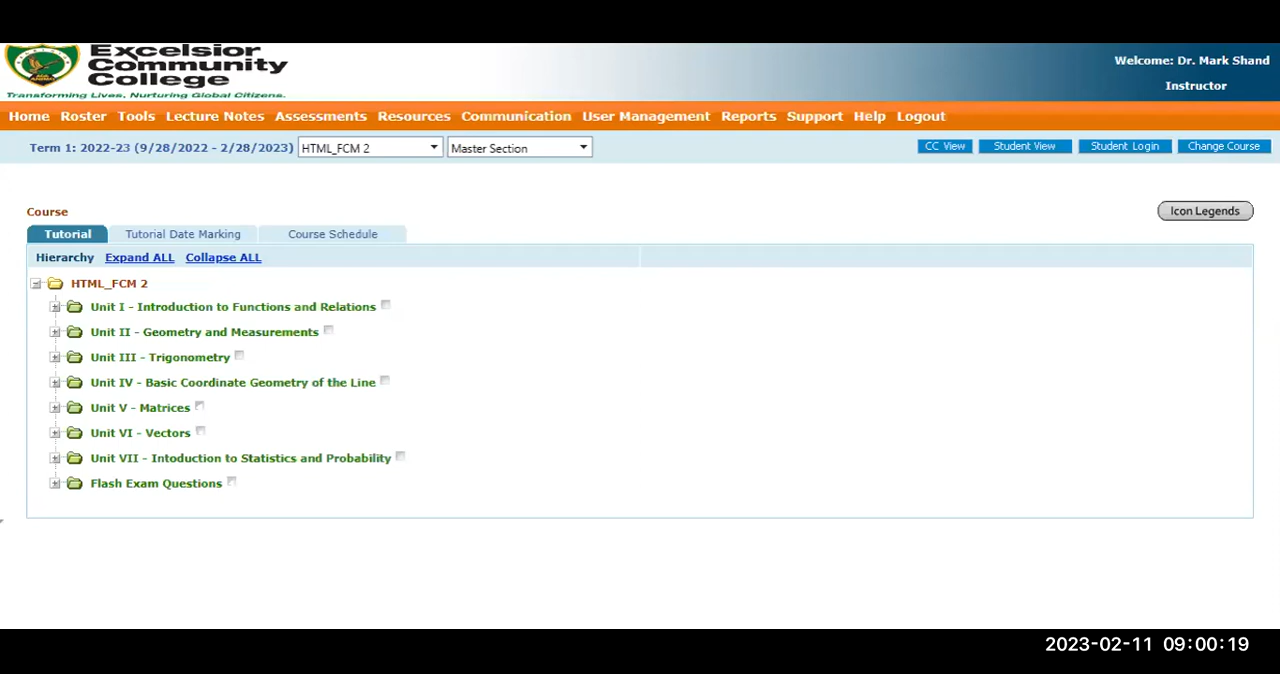 Excelsior
Community
College
Transforming Lives, Nurturing Global Citizens.
Welcome: Dr. Mark Shand
Instructor
Home Roster Tools Lecture Notes Assessments Resources Communication User Management Reports Support Help Logout
Term 1: 2022-23 (9/28/2022 - 2/28/2023) HTML_FCM 2 Master Section CC View Student View Student Login Change Course
Course Icon Legends
Tutorial Tutorial Date Marking Course Schedule
Hierarchy Expand ALL Collapse ALL
HTML_FCM 2
Unit I - Introduction to Functions and Relations
Unit II - Geometry and Measurements
Unit III - Trigonometry
Unit IV - Basic Coordinate Geometry of the Line
Unit V - Matrices
Unit VI - Vectors
Unit VII - Intoduction to Statistics and Probability
Flash Exam Questions
2023-02-11 09:00:19